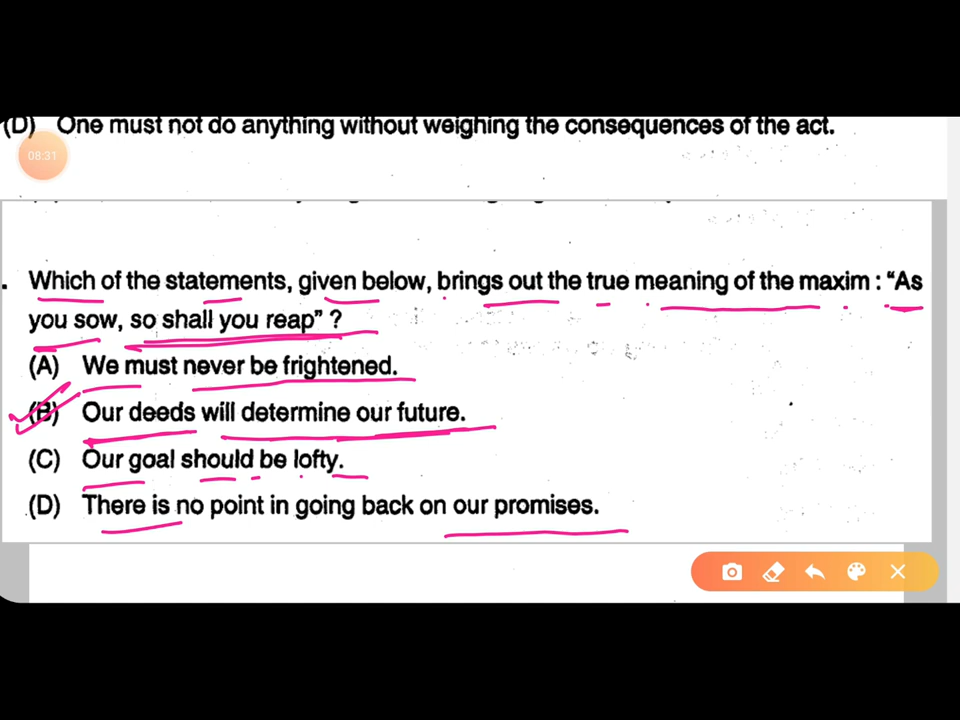 (D) One must not do anything without weighing the consequences of the act.
08:31
. Which of the statements, given below, brings out the true meaning of the maxim : “As
you sow, so shall you reap” ?
(A) We must never be frightened.
(B) Our deeds will determine our future.
(C) Our goal should be lofty.
(D) There is no point in going back on our promises.